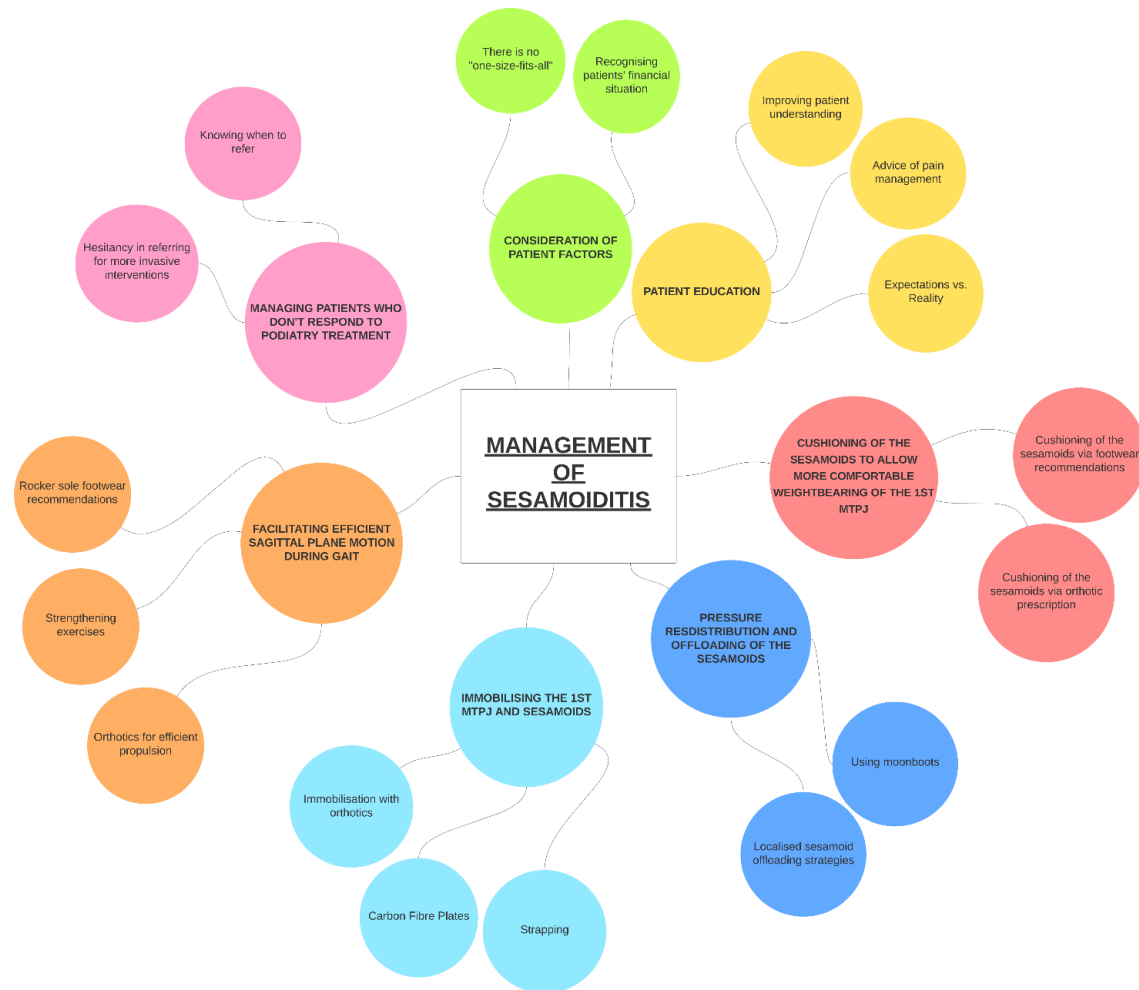 There is no
"one-size-fits-all"
Recognising
patients' financial
situation
CONSIDERATION OF
PATIENT FACTORS
Improving patient
understanding
Advice of pain
management
Expectations vs.
Reality
PATIENT EDUCATION
Knowing when to
refer
Hesitancy in referring
for more invasive
interventions
MANAGING PATIENTS WHO
DON'T RESPOND TO
PODIATRY TREATMENT
MANAGEMENT
OF
SESAMOIDITIS
CUSHIONING OF THE
SESAMOIDS TO ALLOW
MORE COMFORTABLE
WEIGHTBEARING OF THE 1ST
MTPJ
Cushioning of the
sesamoids via footwear
recommendations
Cushioning of the
sesamoids via orthotic
prescription
Rocker sole footwear
recommendations
FACILITATING EFFICIENT
SAGITTAL PLANE MOTION
DURING GAIT
Strengthening
exercises
Orthotics for efficient
propulsion
PRESSURE
RESDISTRIBUTION AND
OFFLOADING OF THE
SESAMOIDS
Using moonboots
Localised sesamoid
offloading strategies
IMMOBILISING THE 1ST
MTPJ AND SESAMOIDS
Immobilisation with
orthotics
Carbon Fibre Plates
Strapping